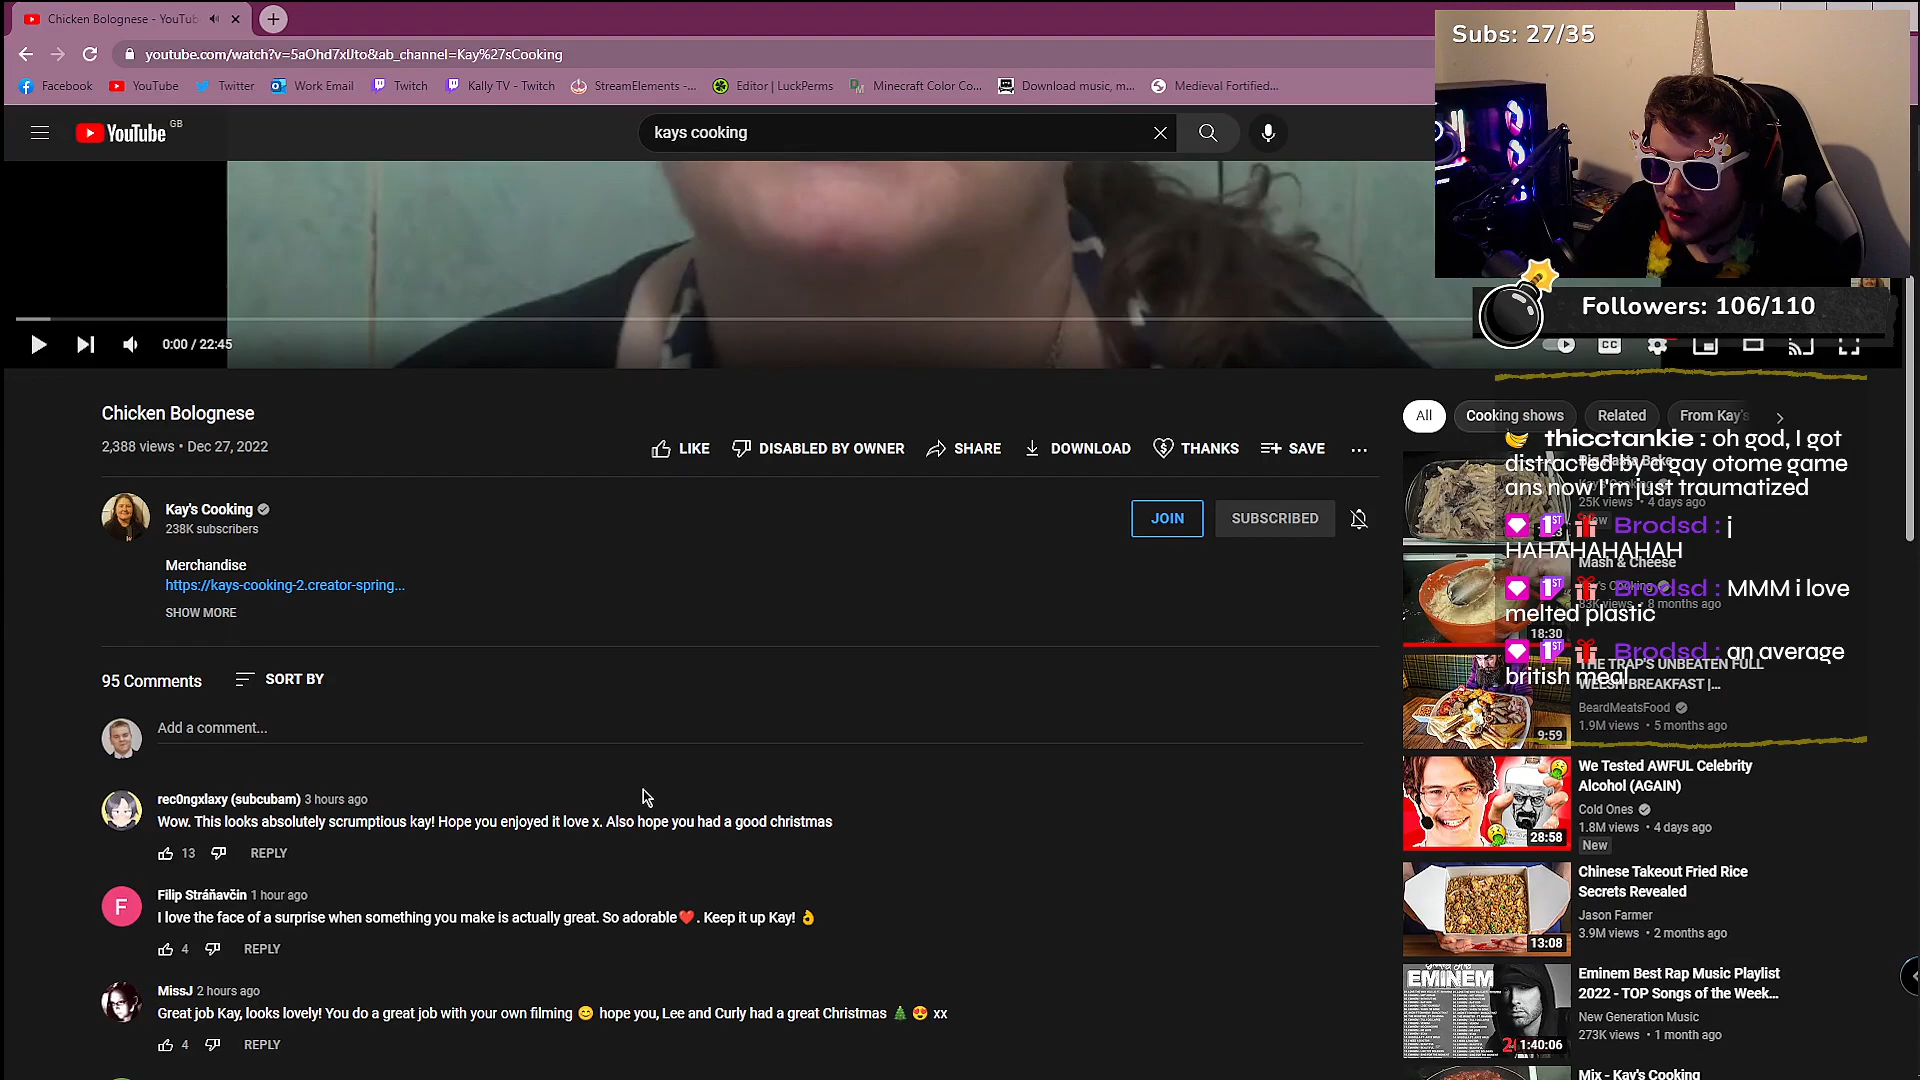 Chicken Bolognese - YouTub
youtube.com/watch?v=5aOhd7xlJto&ab_channel=Kay%27sCooking
Facebook
YouTube
Twitter
Work Email
Twitch
Kally TV - Twitch
StreamElements -...
Editor | LuckPerms
Minecraft Color Co...
Download music, m...
Medieval Fortified...
Subs: 27/35
YouTube GB
kays cooking
Followers: 106/110
0:00 / 22:45
CC
Chicken Bolognese
2,388 views • Dec 27, 2022
LIKE
DISABLED BY OWNER
SHARE
DOWNLOAD
THANKS
SAVE
Kay's Cooking
238K subscribers
JOIN
SUBSCRIBED
Merchandise
https://kays-cooking-2.creator-spring...
SHOW MORE
95 Comments
SORT BY
Add a comment...
rec0ngxlaxy (subcubam) 3 hours ago
Wow. This looks absolutely scrumptious kay! Hope you enjoyed it love x. Also hope you had a good christmas
13
REPLY
Filip Stráňavčin 1 hour ago
I love the face of a surprise when something you make is actually great. So adorable❤️. Keep it up Kay! 👌
4
REPLY
MissJ 2 hours ago
Great job Kay, looks lovely! You do a great job with your own filming 😊 hope you, Lee and Curly had a great Christmas 🎄 😍 xx
4
REPLY
All
Cooking shows
Related
From Kay's
thicctankie : oh god, I got
distracted by a gay otome game
ans now I'm just traumatized
Brodsd : j
HAHAHAHAHAH
Brodsd : MMM i love
melted plastic
Brodsd : an average
british meal
Big Pasta Bake
25K views • 4 days ago
Mash & Cheese
Kay's Cooking
83K views • 8 months ago
18:30
THE TRAP'S UNBEATEN FULL
WELSH BREAKFAST |...
BeardMeatsFood
1.9M views • 5 months ago
9:59
We Tested AWFUL Celebrity
Alcohol (AGAIN)
Cold Ones
1.8M views • 4 days ago
New
28:58
Chinese Takeout Fried Rice
Secrets Revealed
Jason Farmer
3.9M views • 2 months ago
13:08
EMINEM
Eminem Best Rap Music Playlist
2022 - TOP Songs of the Week...
New Generation Music
273K views • 1 month ago
1:40:06
Mix - Kay's Cooking